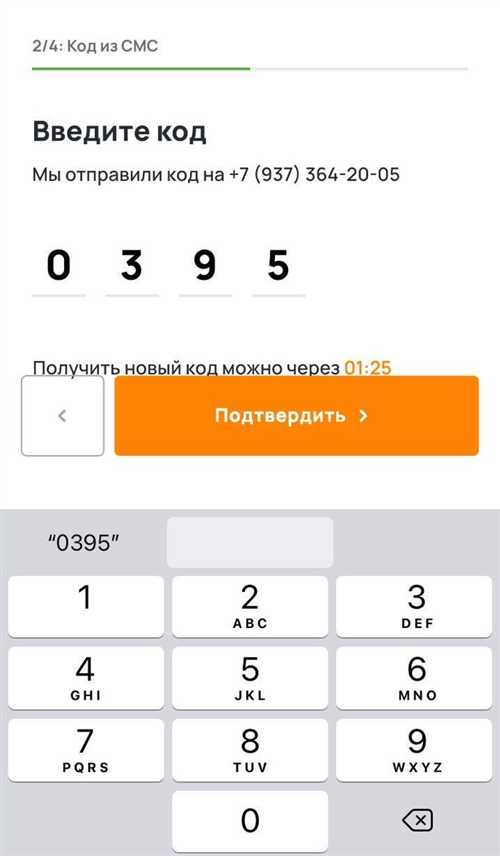 2/4: Код из СМС
Введите код
Мы отправили код на +7 (937) 364-20-05
0 3 9 5
Получить новый код можно через 01:25
Подтвердить
“0395”
1 2 3
ABC DEF
4 5 6
GHI JKL MNO
7 8 9
PQRS TUV WXYZ
0